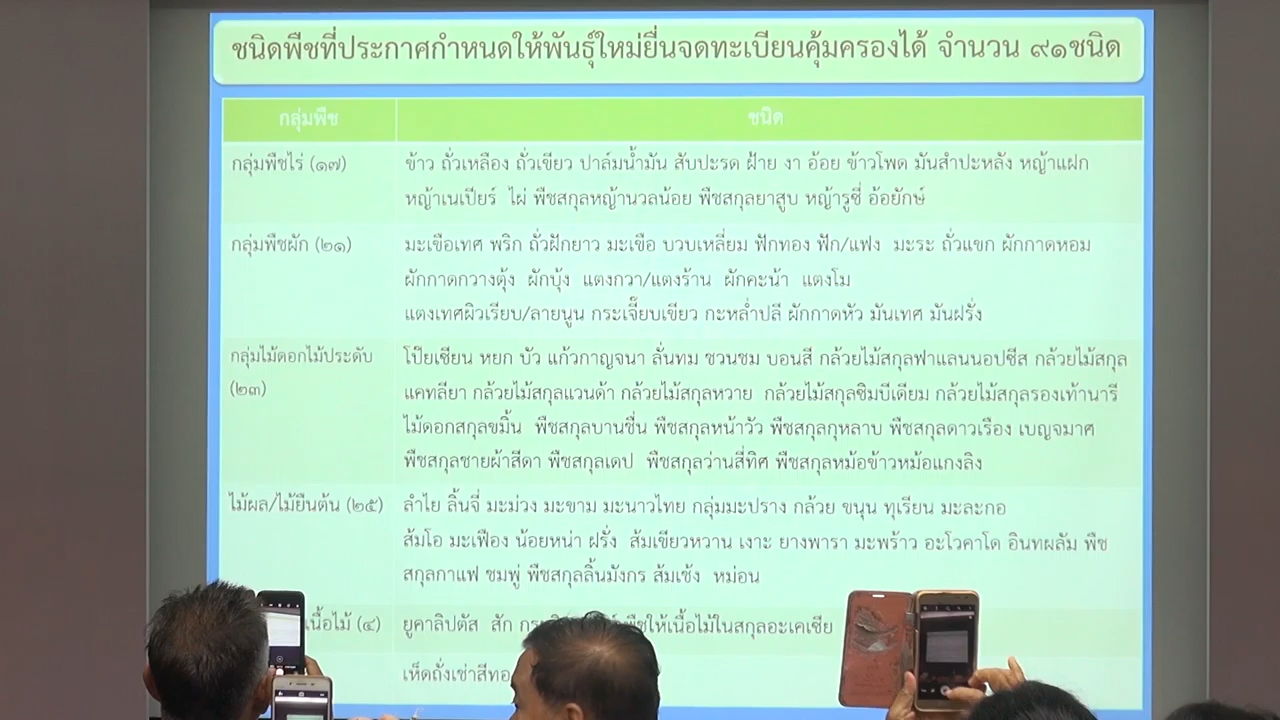 ชนิดพืชที่ประกาศกำหนดให้พันธุ์ใหม่ยื่นจดทะเบียนคุ้มครองได้ จำนวน ๙๑ชนิด
กลุ่มพืช ชนิด
กลุ่มพืชไร่ (๑๗) ข้าว ถั่วเหลือง ถั่วเขียว ปาล์มน้ำมัน สับปะรด ฝ้าย งา อ้อย ข้าวโพด มันสำปะหลัง หญ้าแฝก
หญ้าเนเปียร์ ไผ่ พืชสกุลหญ้านวลน้อย พืชสกุลยาสูบ หญ้ารูซี่ อ้อยักษ์
กลุ่มพืชผัก (๒๑) มะเขือเทศ พริก ถั่วฝักยาว มะเขือ บวบเหลี่ยม ฟักทอง ฟัก/แฟง มะระ ถั่วแขก ผักกาดหอม
ผักกาดกวางตุ้ง ผักบุ้ง แตงกวา/แตงร้าน ผักคะน้า แตงโม
แตงเทศผิวเรียบ/ลายนูน กระเจี๊ยบเขียว กะหล่ำปลี ผักกาดหัว มันเทศ มันฝรั่ง
กลุ่มไม้ดอกไม้ประดับ โป๊ยเซียน หยก บัว แก้วกาญจนา ลั่นทม ชวนชม บอนสี กล้วยไม้สกุลฟาแลนนอปซีส กล้วยไม้สกุล
(๒๓) แคทลียา กล้วยไม้สกุลแวนด้า กล้วยไม้สกุลหวาย กล้วยไม้สกุลซิมบีเดียม กล้วยไม้สกุลรองเท้านารี
ไม้ดอกสกุลขมิ้น พืชสกุลบานชื่น พืชสกุลหน้าวัว พืชสกุลกุหลาบ พืชสกุลดาวเรือง เบญจมาศ
พืชสกุลชายผ้าสีดา พืชสกุลเดป พืชสกุลว่านสี่ทิศ พืชสกุลหม้อข้าวหม้อแกงลิง
ไม้ผล/ไม้ยืนต้น (๒๕) ลำไย ลิ้นจี่ มะม่วง มะขาม มะนาวไทย กลุ่มมะปราง กล้วย ขนุน ทุเรียน มะละกอ
ส้มโอ มะเฟือง น้อยหน่า ฝรั่ง ส้มเขียวหวาน เงาะ ยางพารา มะพร้าว อะโวคาโด อินทผลัม พืช
สกุลกาแฟ ชมพู่ พืชสกุลลิ้นมังกร ส้มเช้ง หม่อน
เนื้อไม้ (๔) ยูคาลิปตัส สัก พืชให้เนื้อไม้ในสกุลอะเคเซีย
เห็ดถั่งเช่าสีทอ